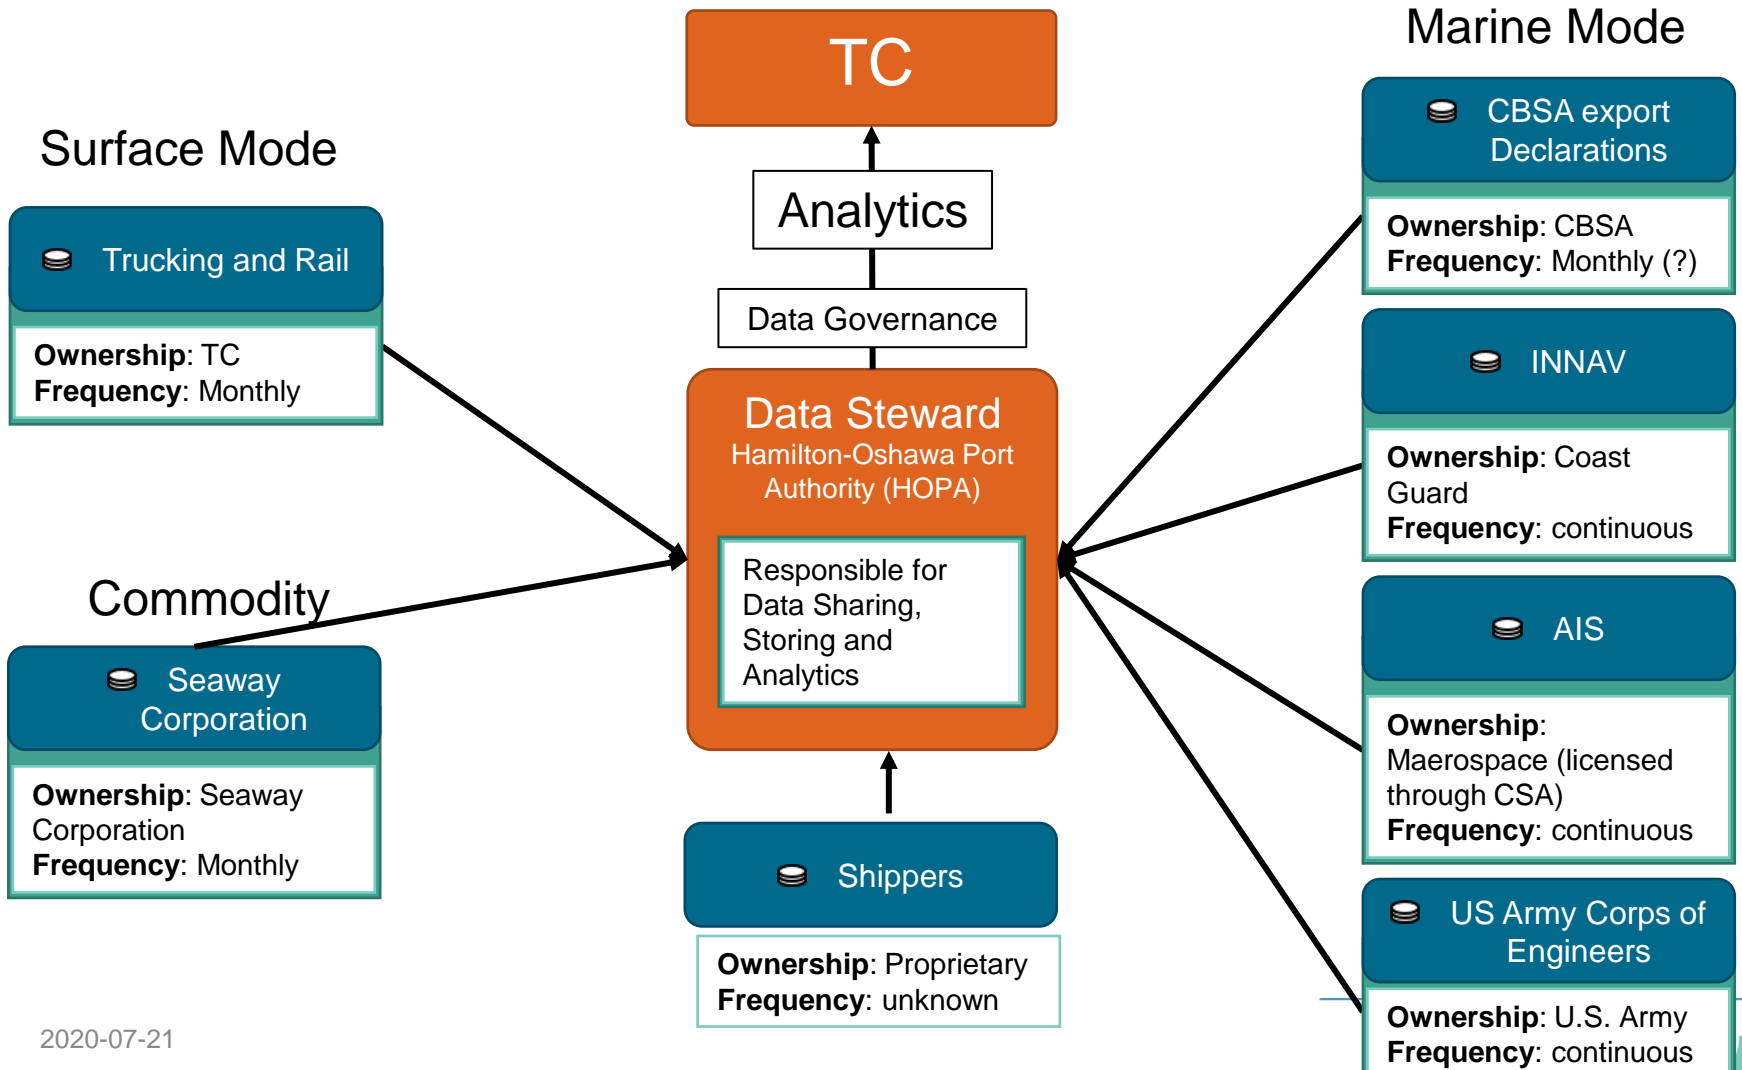 TC
Analytics
Data Governance
Data Steward
Hamilton-Oshawa Port
Authority (HOPA)
Responsible for
Data Sharing,
Storing and
Analytics
Shippers
Ownership: Proprietary
Frequency: unknown
Surface Mode
Trucking and Rail
Ownership: TC
Frequency: Monthly
Commodity
Seaway
Corporation
Ownership: Seaway
Corporation
Frequency: Monthly
Marine Mode
CBSA export
Declarations
Ownership: CBSA
Frequency: Monthly (?)
INNAV
Ownership: Coast
Guard
Frequency: continuous
AIS
Ownership:
Maerospace (licensed
through CSA)
Frequency: continuous
US Army Corps of
Engineers
Ownership: U.S. Army
Frequency: continuous
2020-07-21